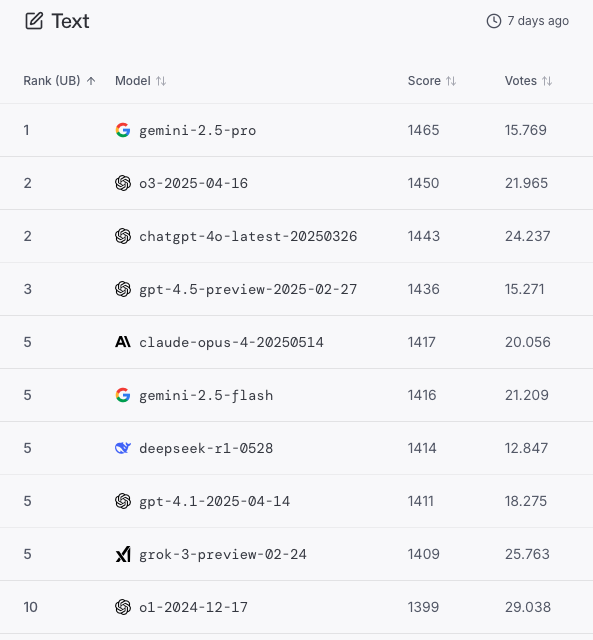 Text 7 days ago
Rank (UB) Model Score Votes
1 gemini-2.5-pro 1465 15.769
2 o3-2025-04-16 1450 21.965
2 chatgpt-4o-latest-20250326 1443 24.237
3 gpt-4.5-preview-2025-02-27 1436 15.271
5 claude-opus-4-20250514 1417 20.056
5 gemini-2.5-flash 1416 21.209
5 deepseek-r1-0528 1414 12.847
5 gpt-4.1-2025-04-14 1411 18.275
5 grok-3-preview-02-24 1409 25.763
10 o1-2024-12-17 1399 29.038